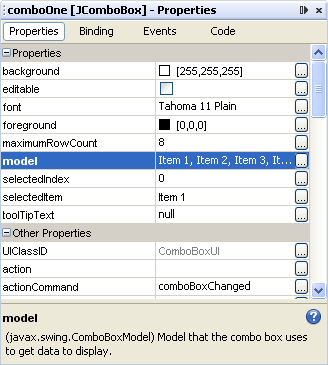 comboOne [JComboBox] - Properties
Properties Binding Events Code
Properties
background [255,255,255] ...
editable ...
font Tahoma 11 Plain ...
foreground [0,0,0] ...
maximumRowCount 8 ...
model Item 1, Item 2, Item 3, It... ...
selectedIndex 0 ...
selectedItem Item 1 ...
toolTipText null ...
Other Properties
UIClassID ComboBoxUI ...
action ...
actionCommand comboBoxChanged ...
model
(javax.swing.ComboBoxModel) Model that the combo box uses
to get data to display.